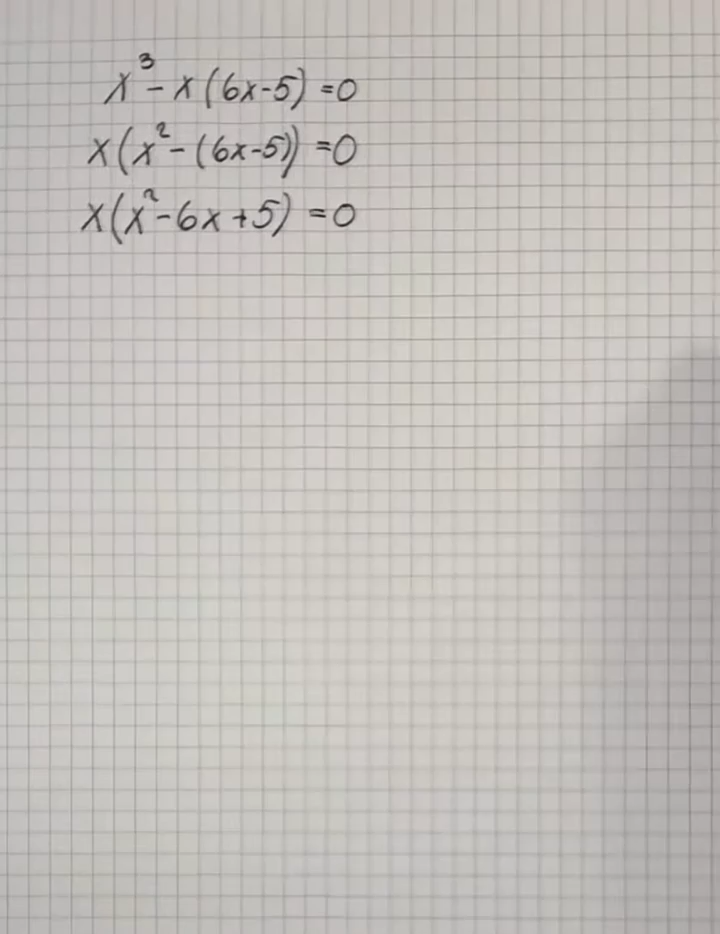 x³ - x(6x-5) = 0
x(x² - (6x-5)) = 0
x(x² - 6x + 5) = 0